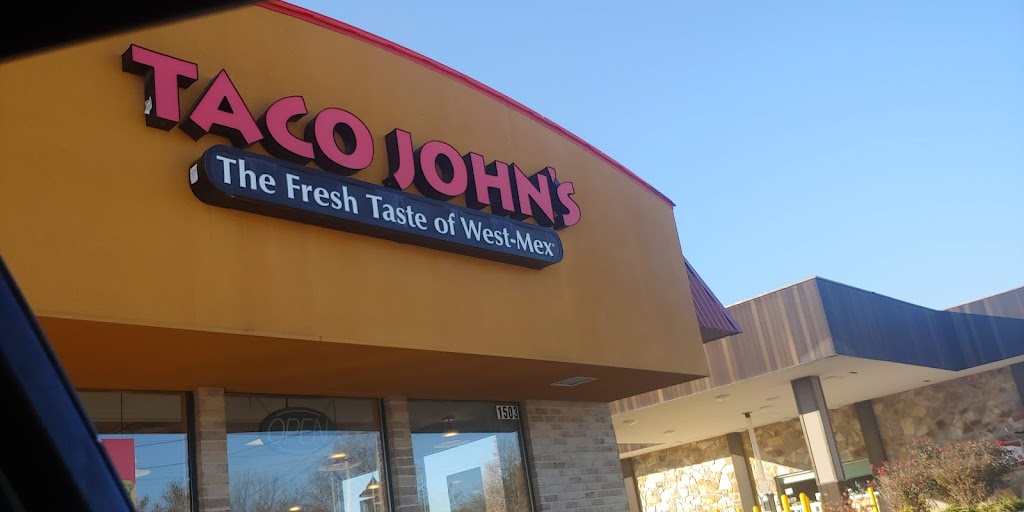 TACO JOHN'S
The Fresh Taste of West-Mex®
OPEN
1503